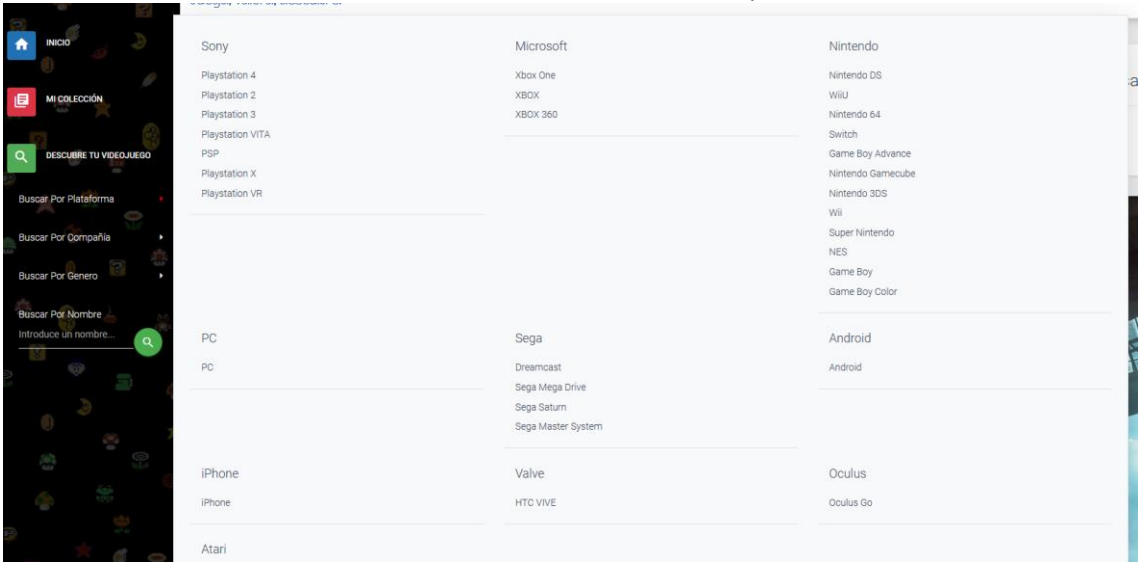 INICIO
MI COLECCIÓN
DESCUBRE TU VIDEOJUEGO
Buscar Por Plataforma
Buscar Por Compañía
Buscar Por Genero
Buscar Por Nombre
Introduce un nombre...
Sony
Playstation 4
Playstation 2
Playstation 3
Playstation VITA
PSP
Playstation X
Playstation VR
Microsoft
Xbox One
XBOX
XBOX 360
Nintendo
Nintendo DS
WiiU
Nintendo 64
Switch
Game Boy Advance
Nintendo Gamecube
Nintendo 3DS
Wii
Super Nintendo
NES
Game Boy
Game Boy Color
PC
PC
Sega
Dreamcast
Sega Mega Drive
Sega Saturn
Sega Master System
Android
Android
iPhone
iPhone
Valve
HTC VIVE
Oculus
Oculus Go
Atari